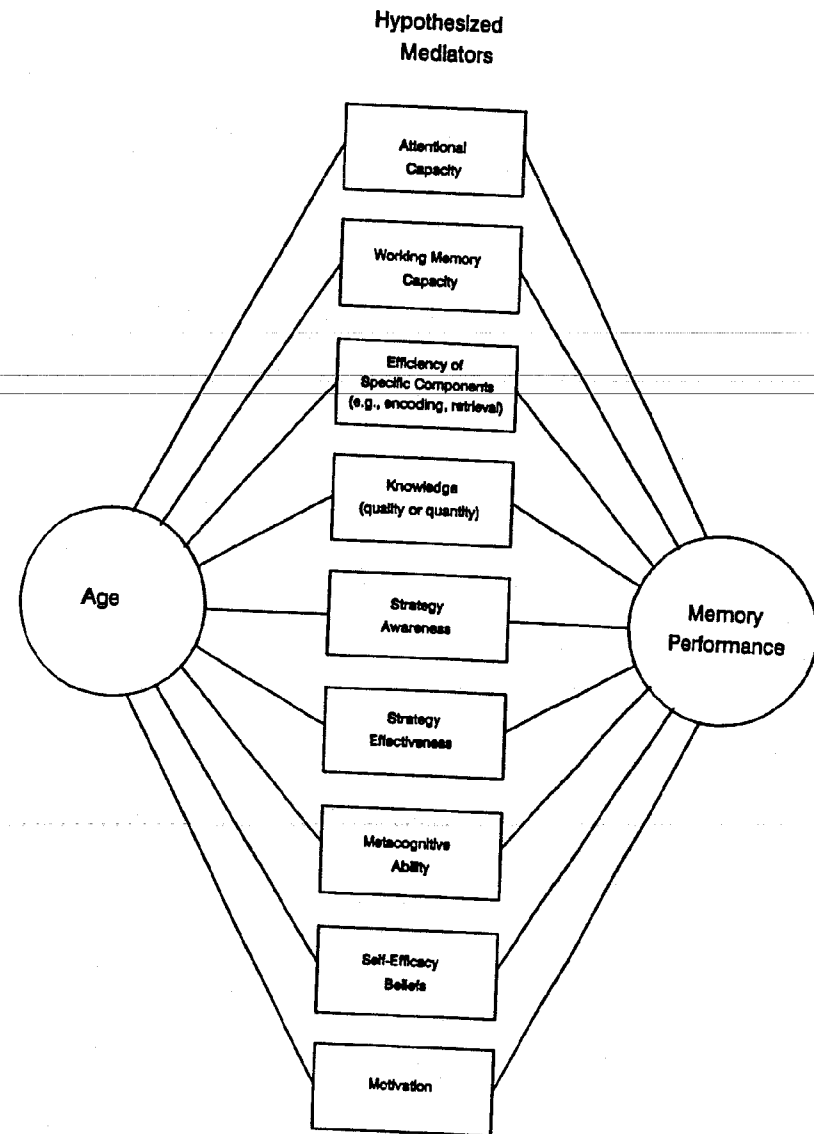 Hypothesized
Mediators
Attentional
Capacity
Working Memory
Capacity
Efficiency of
Specific Components
(e.g., encoding, retrieval)
Knowledge
(quality or quantity)
Age
Strategy
Awareness
Memory
Performance
Strategy
Effectiveness
Metacognitive
Ability
Self-Efficacy
Beliefs
Motivation